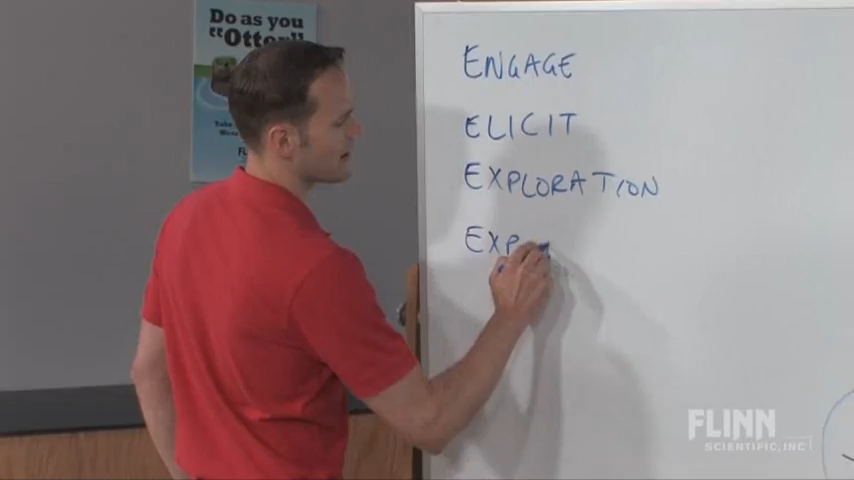 Do as you
"Otter"
ENGAGE
ELICIT
EXPLORATION
EXP
FLINN
SCIENTIFIC, INC